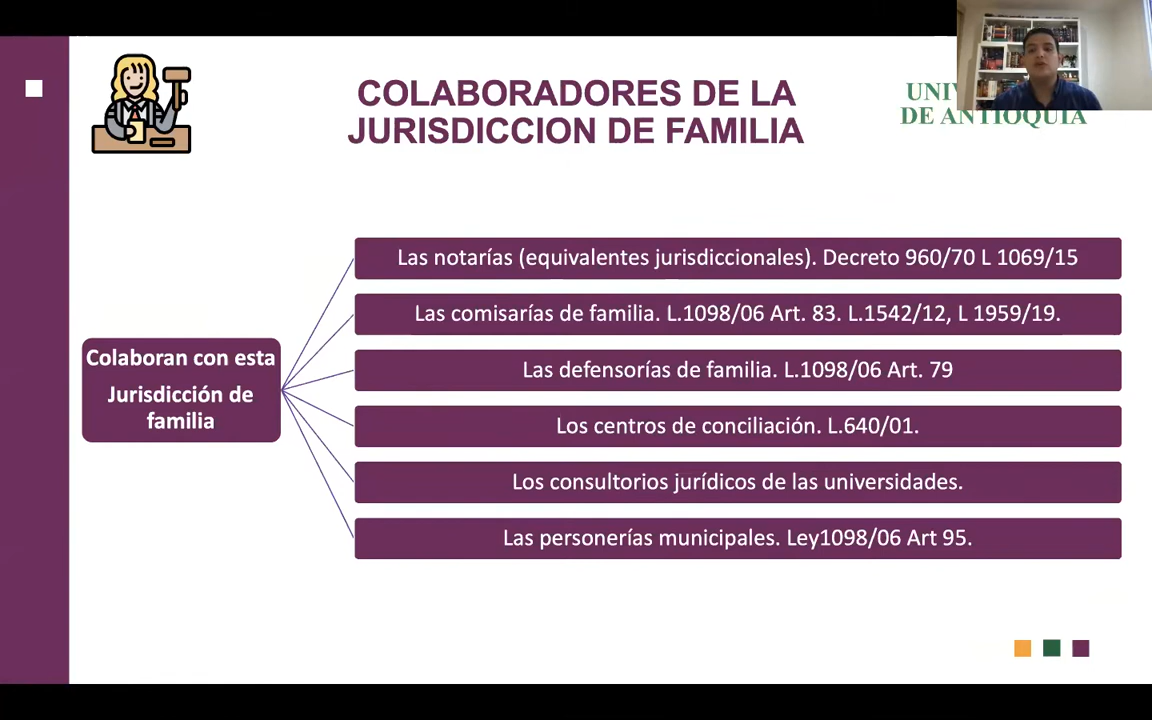 COLABORADORES DE LA
JURISDICCION DE FAMILIA
UNIV
DE ANTIOQUIA
Las notarías (equivalentes jurisdiccionales). Decreto 960/70 L 1069/15
Las comisarías de familia. L.1098/06 Art. 83. L.1542/12, L 1959/19.
Colaboran con esta
Jurisdicción de
familia
Las defensorías de familia. L.1098/06 Art. 79
Los centros de conciliación. L.640/01.
Los consultorios jurídicos de las universidades.
Las personerías municipales. Ley1098/06 Art 95.